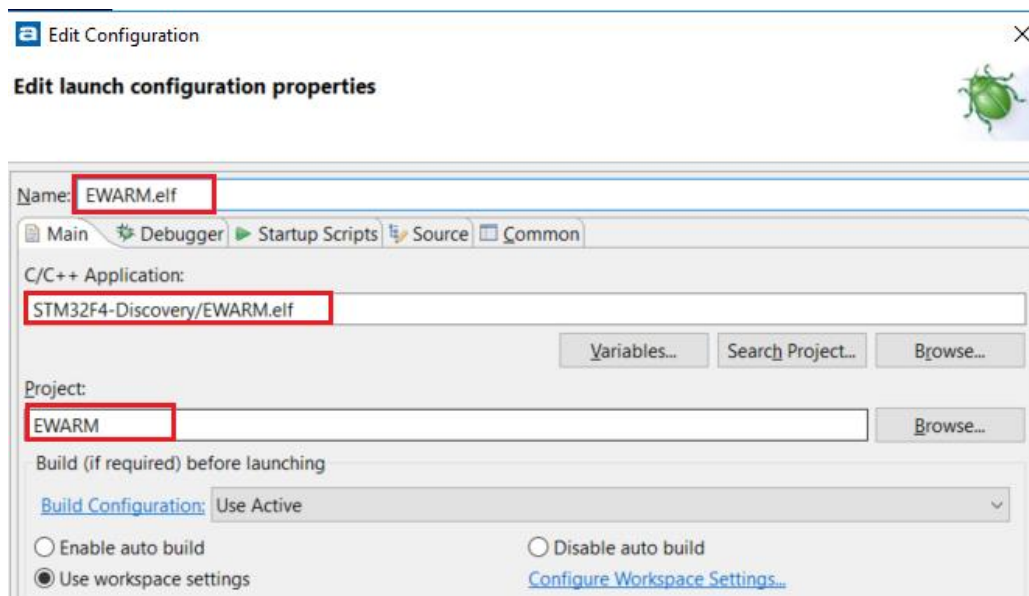 Edit Configuration
Edit launch configuration properties
Name: EWARM.elf
Main Debugger Startup Scripts Source Common
C/C++ Application:
STM32F4-Discovery/EWARM.elf
Variables... Search Project... Browse...
Project:
EWARM Browse...
Build (if required) before launching
Build Configuration: Use Active
Enable auto build Disable auto build
Use workspace settings Configure Workspace Settings...